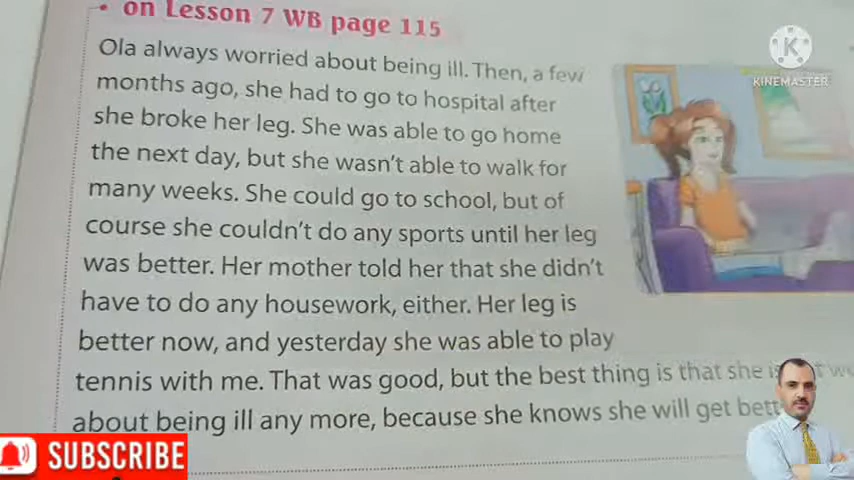 • on Lesson 7 WB page 115
K
KINEMASTER
Ola always worried about being ill. Then, a few
months ago, she had to go to hospital after
she broke her leg. She was able to go home
the next day, but she wasn't able to walk for
many weeks. She could go to school, but of
course she couldn't do any sports until her leg
was better. Her mother told her that she didn't
have to do any housework, either. Her leg is
better now, and yesterday she was able to play
tennis with me. That was good, but the best thing is that she
about being ill any more, because she knows she will get
SUBSCRIBE